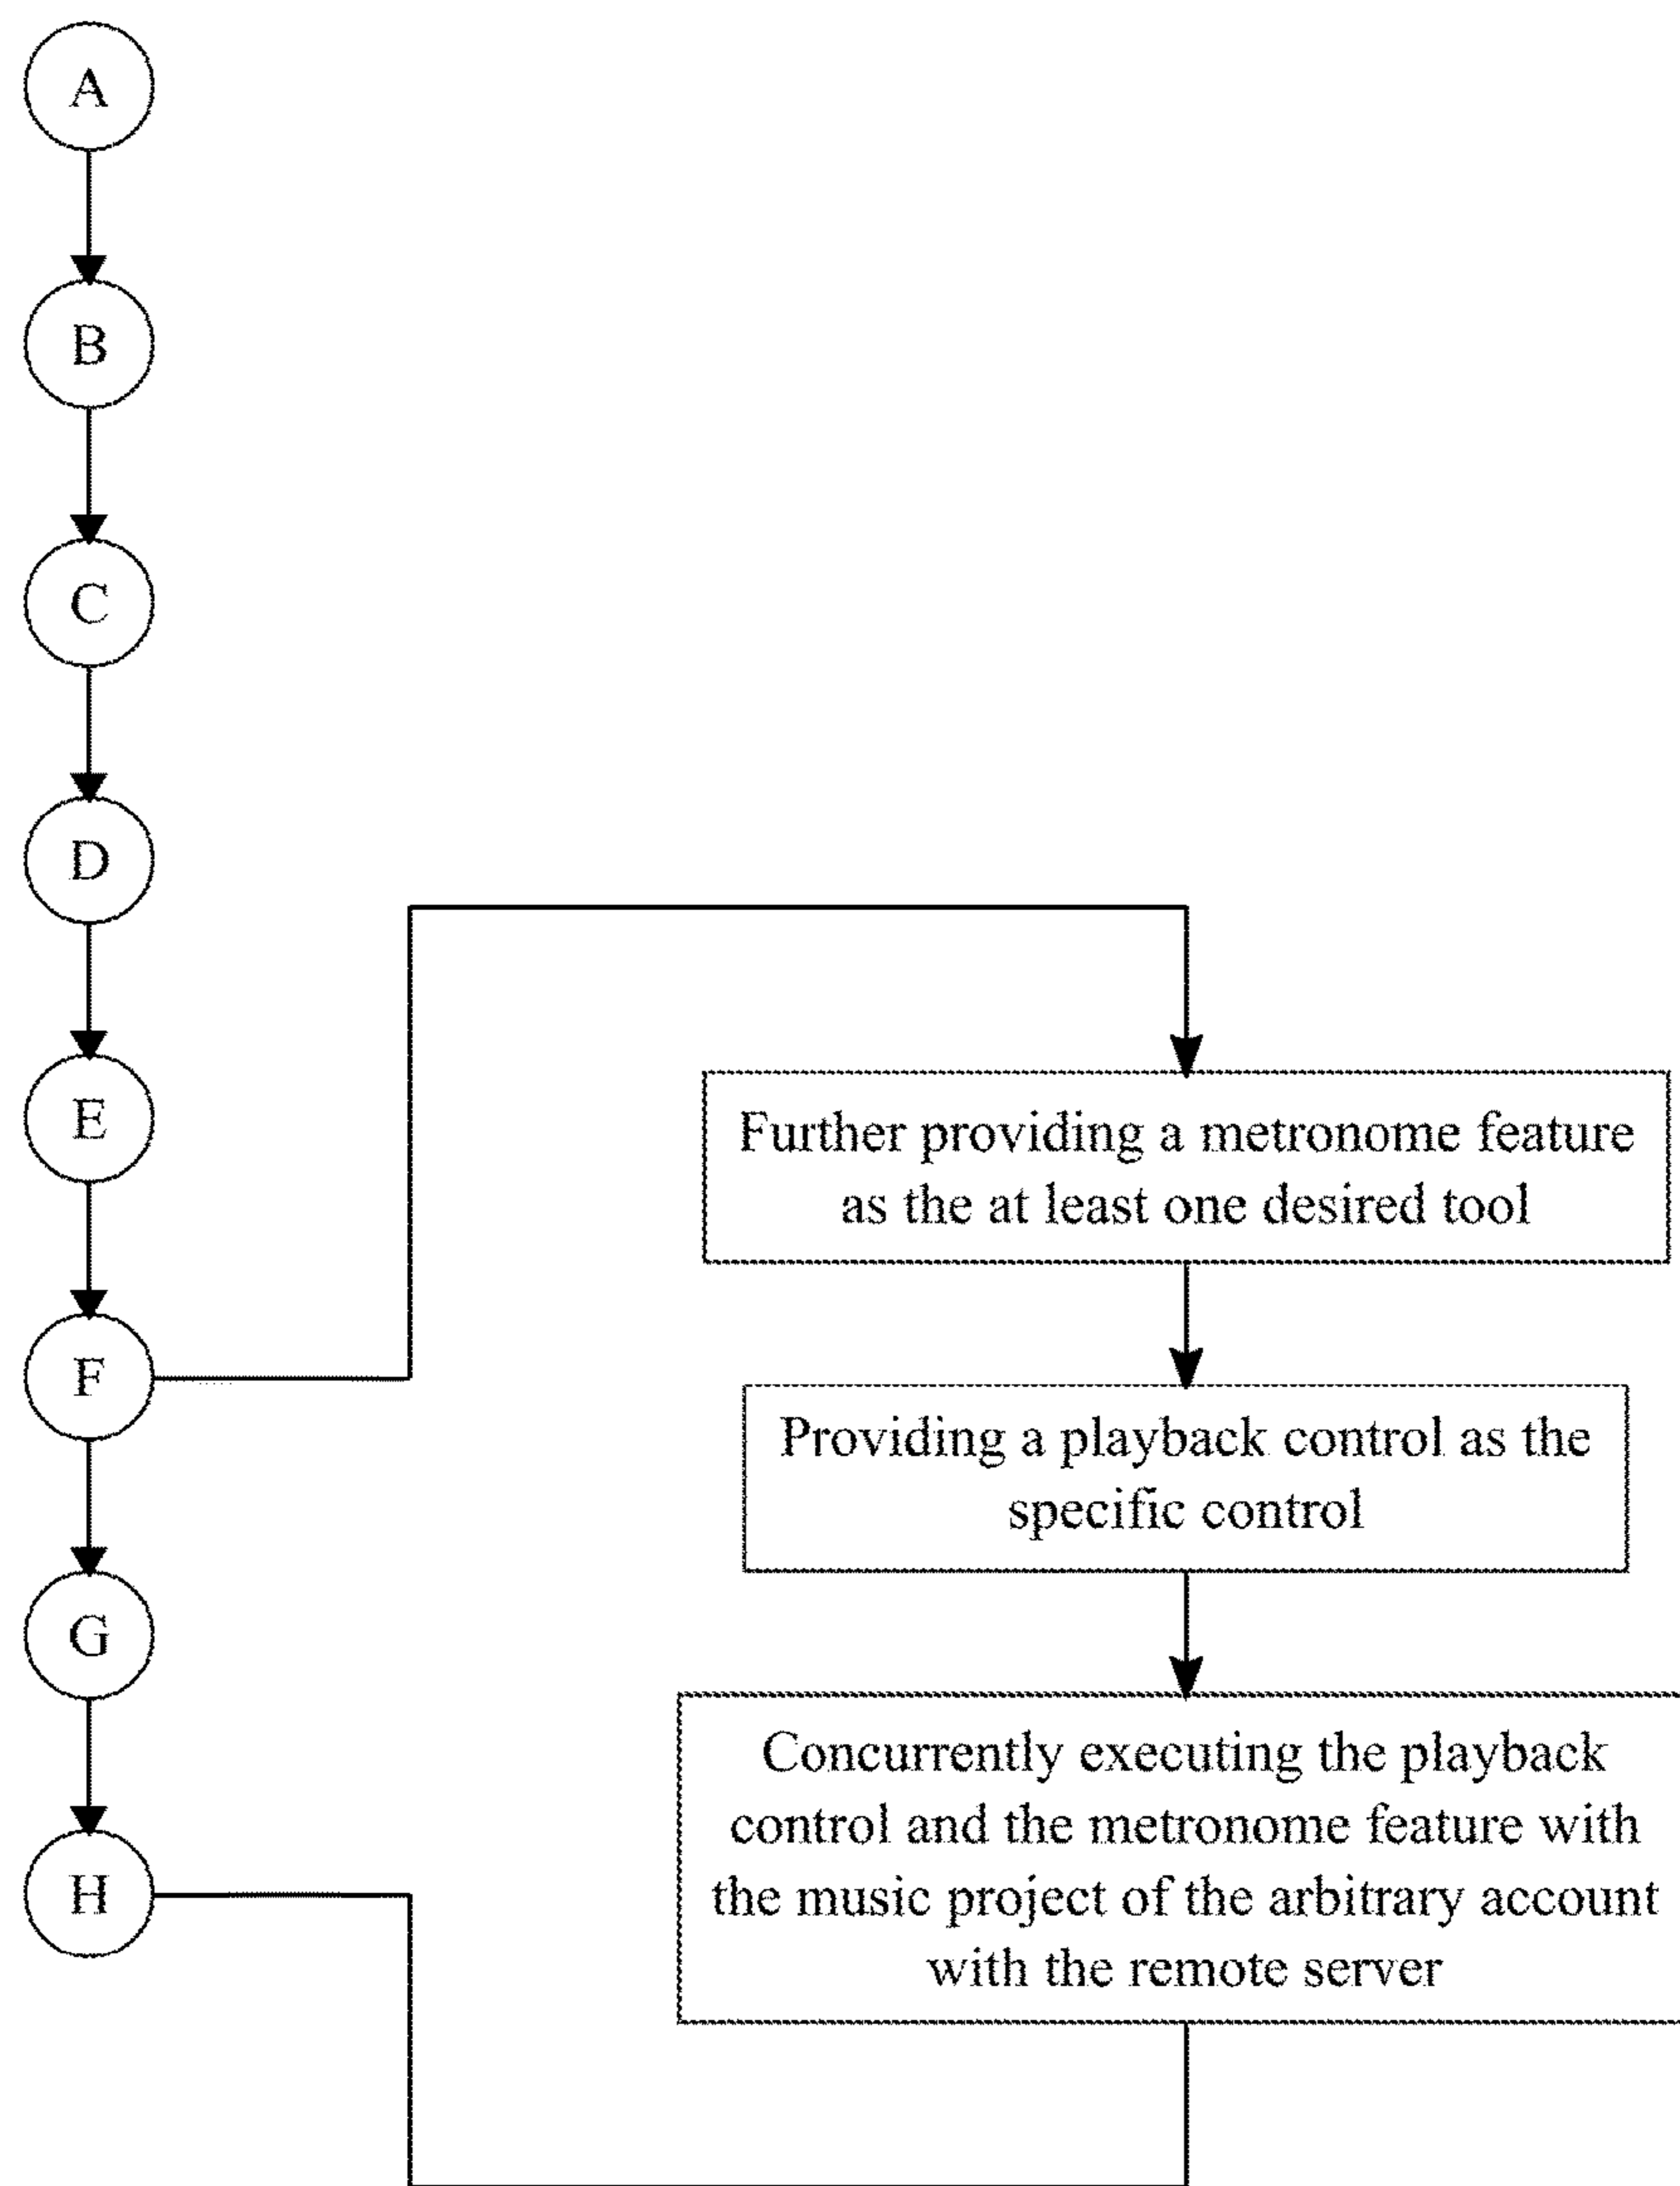 A
B
C
D
E
F
G
H
Further providing a metronome feature
as the at least one desired tool
Providing a playback control as the
specific control
Concurrently executing the playback
control and the metronome feature with
the music project of the arbitrary account
with the remote server